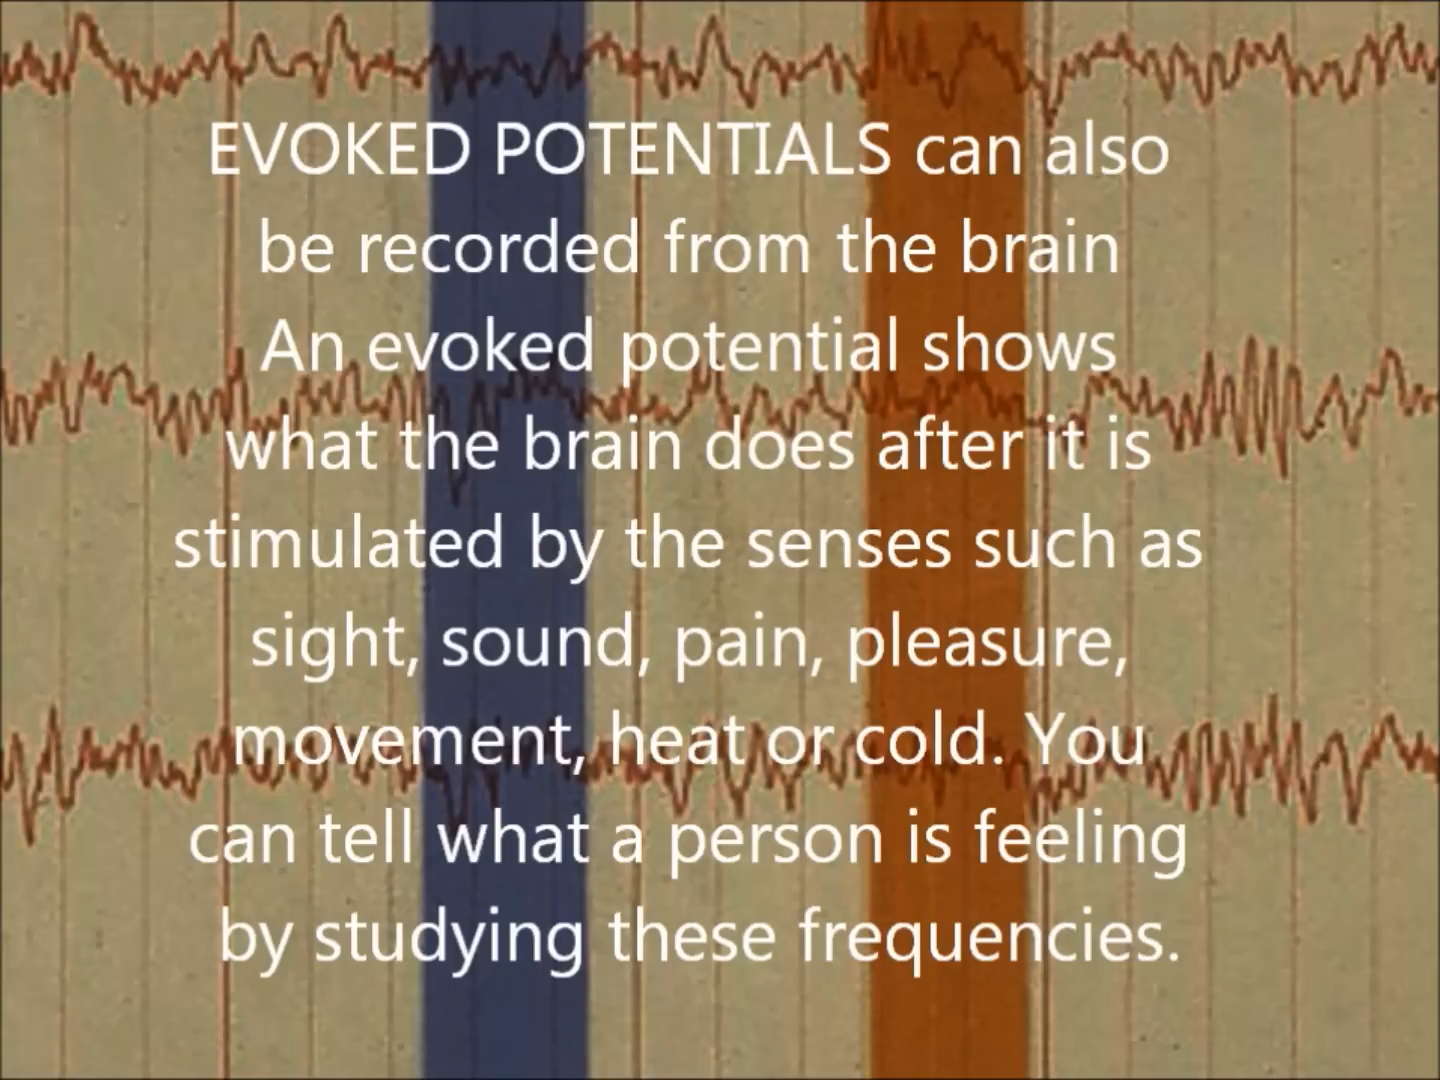 EVOKED POTENTIALS can also
be recorded from the brain
An evoked potential shows
what the brain does after it is
stimulated by the senses such as
sight, sound, pain, pleasure,
movement, heat or cold. You
can tell what a person is feeling
by studying these frequencies.